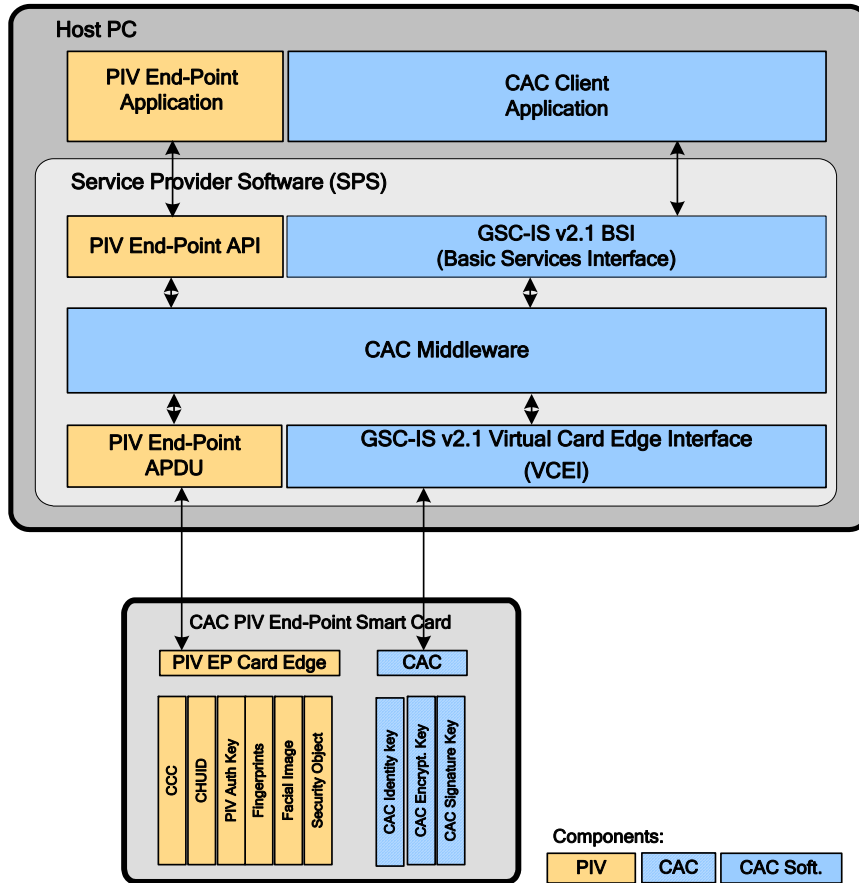 Host PC
PIV End-Point
Application
CAC Client
Application
Service Provider Software (SPS)
PIV End-Point API
GSC-IS v2.1 BSI
(Basic Services Interface)
CAC Middleware
PIV End-Point
APDU
GSC-IS v2.1 Virtual Card Edge Interface
(VCEI)
CAC PIV End-Point Smart Card
PIV EP Card Edge
CAC
CCC
CHUID
PIV Auth Key
Fingerprints
Facial Image
Security Object
CAC Identity key
CAC Encrypt. Key
CAC Signature Key
Components:
PIV
CAC
CAC Soft.